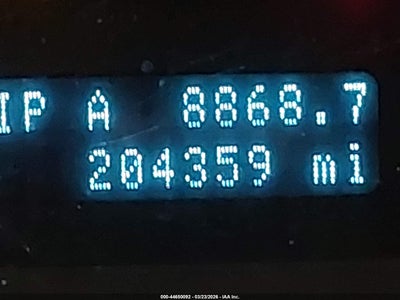 IP A 8868.7
204359 mi
000-44650092 - 03/23/2026 - IAA Inc.